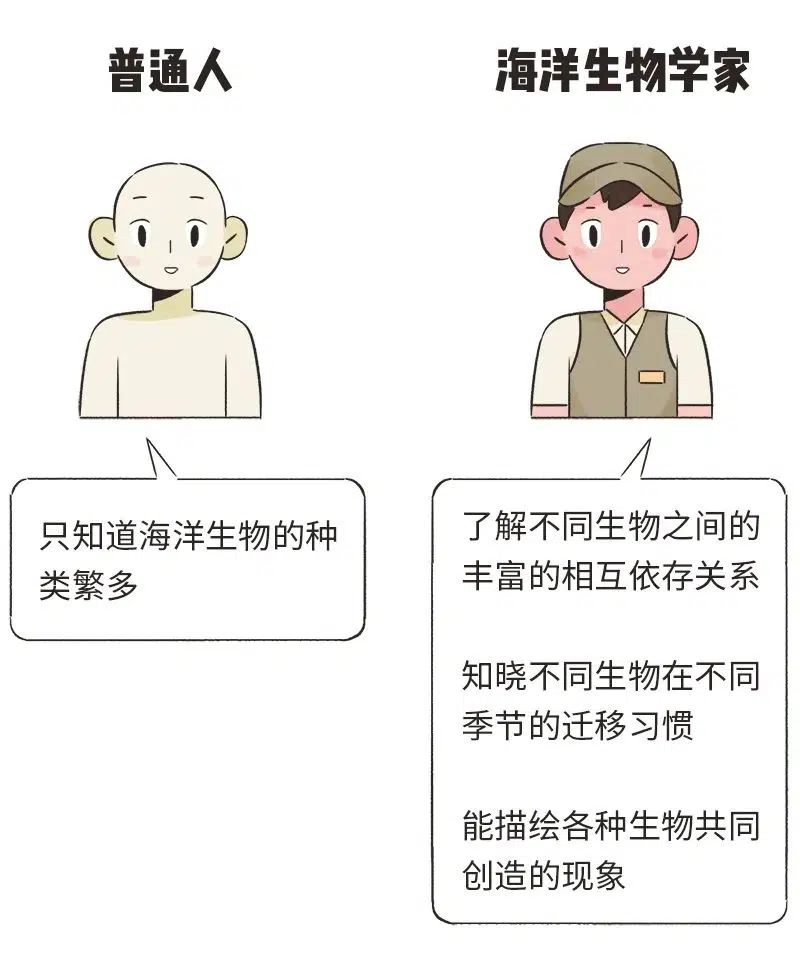 普通人
海洋生物学家
只知道海洋生物的种
类繁多
了解不同生物之间的
丰富的相互依存关系
知晓不同生物在不同
季节的迁移习惯
能描绘各种生物共同
创造的现象